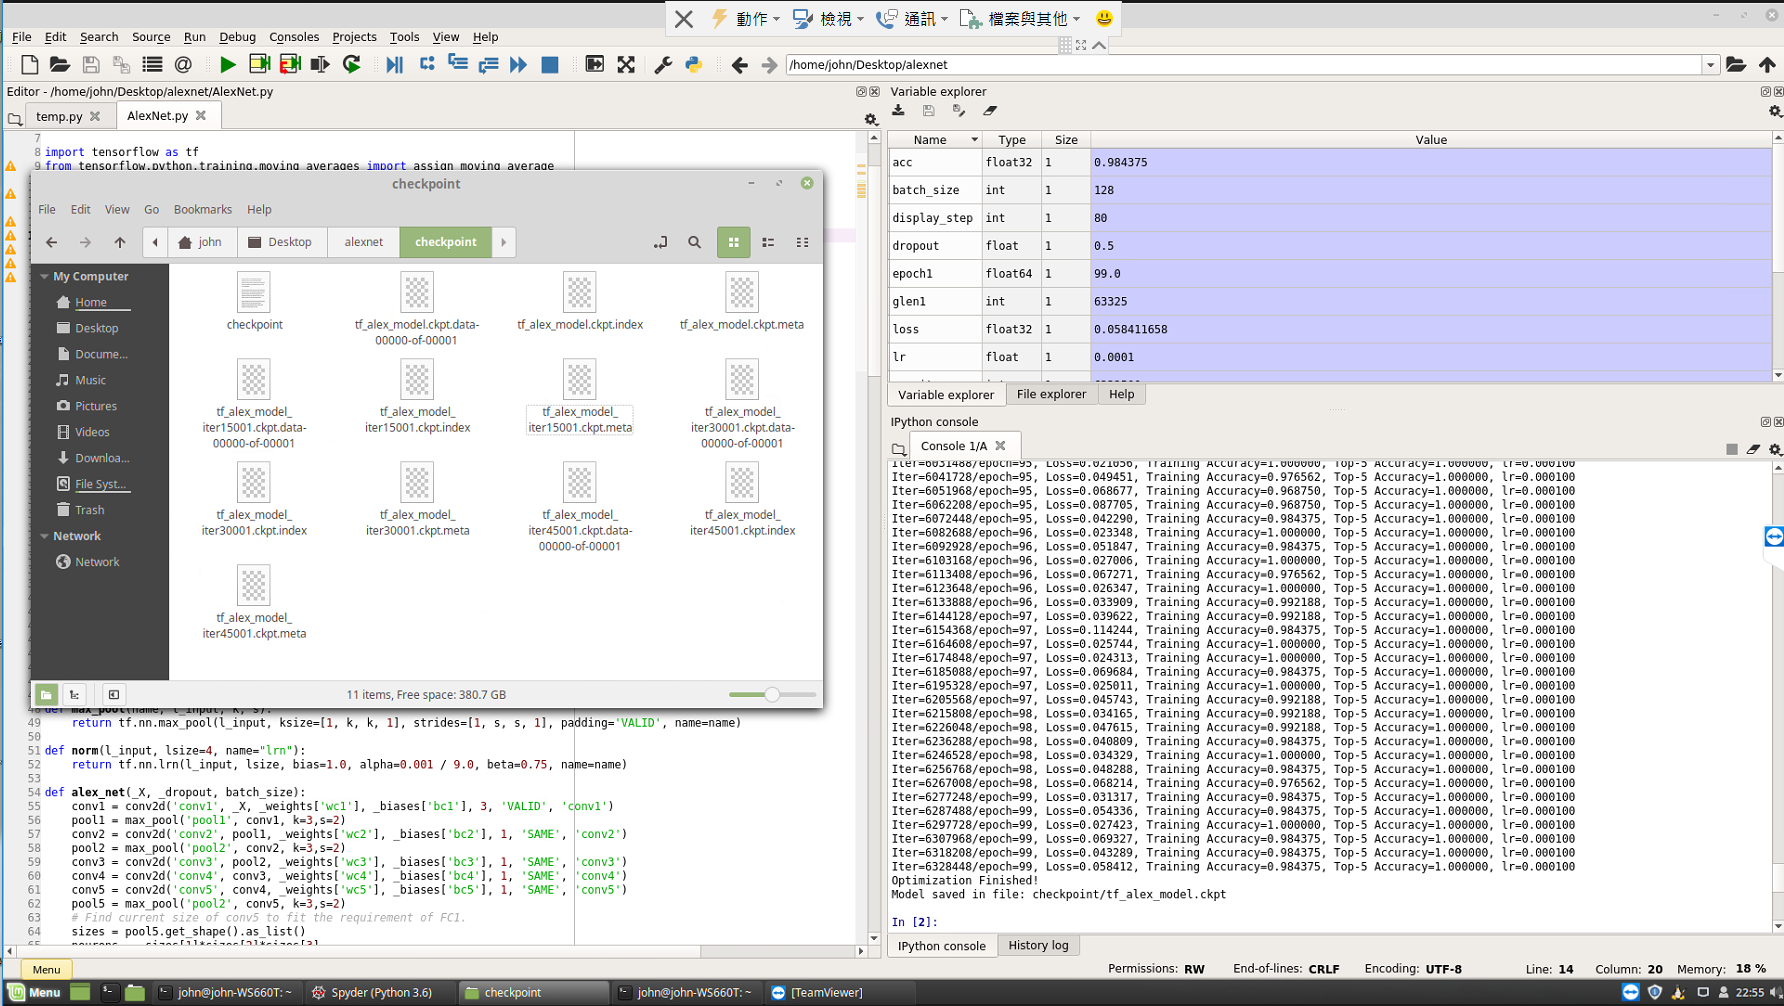 動作 檢視 通訊 檔案與其他
File Edit Search Source Run Debug Consoles Projects Tools View Help
/home/john/Desktop/alexnet
Editor - /home/john/Desktop/alexnet/AlexNet.py
temp.py AlexNet.py
7
8 import tensorflow as tf
9 from tensorflow.python.training.moving_averages import assign_moving_average
checkpoint
File Edit View Go Bookmarks Help
john Desktop alexnet checkpoint
My Computer
Home
Desktop
Docume...
Music
Pictures
Videos
Downloa...
File Syst...
Trash
Network
Network
checkpoint
tf_alex_model.ckpt.data-
00000-of-00001
tf_alex_model.ckpt.index
tf_alex_model.ckpt.meta
tf_alex_model_
iter15001.ckpt.data-
00000-of-00001
tf_alex_model_
iter15001.ckpt.index
tf_alex_model_
iter15001.ckpt.meta
tf_alex_model_
iter30001.ckpt.data-
00000-of-00001
tf_alex_model_
iter30001.ckpt.index
tf_alex_model_
iter30001.ckpt.meta
tf_alex_model_
iter45001.ckpt.data-
00000-of-00001
tf_alex_model_
iter45001.ckpt.index
tf_alex_model_
iter45001.ckpt.meta
11 items, Free space: 380.7 GB
48 def max_pool(name, l_input, k, s):
49 return tf.nn.max_pool(l_input, ksize=[1, k, k, 1], strides=[1, s, s, 1], padding='VALID', name=name)
50
51 def norm(l_input, lsize=4, name="lrn"):
52 return tf.nn.lrn(l_input, lsize, bias=1.0, alpha=0.001 / 9.0, beta=0.75, name=name)
53
54 def alex_net(_X, _dropout, batch_size):
55 conv1 = conv2d('conv1', _X, _weights['wc1'], _biases['bc1'], 3, 'VALID', 'conv1')
56 pool1 = max_pool('pool1', conv1, k=3,s=2)
57 conv2 = conv2d('conv2', pool1, _weights['wc2'], _biases['bc2'], 1, 'SAME', 'conv2')
58 pool2 = max_pool('pool2', conv2, k=3,s=2)
59 conv3 = conv2d('conv3', pool2, _weights['wc3'], _biases['bc3'], 1, 'SAME', 'conv3')
60 conv4 = conv2d('conv4', conv3, _weights['wc4'], _biases['bc4'], 1, 'SAME', 'conv4')
61 conv5 = conv2d('conv5', conv4, _weights['wc5'], _biases['bc5'], 1, 'SAME', 'conv5')
62 pool5 = max_pool('pool2', conv5, k=3,s=2)
63 # Find current size of conv5 to fit the requirement of FC1.
64 sizes = pool5.get_shape().as_list()
65 neurons = sizes[1]*sizes[2]*sizes[3]
Variable explorer
Name Type Size Value
acc float32 1 0.984375
batch_size int 1 128
display_step int 1 80
dropout float 1 0.5
epoch1 float64 1 99.0
glen1 int 1 63325
loss float32 1 0.058411658
lr float 1 0.0001
Variable explorer File explorer Help
IPython console
Console 1/A
Iter=6031488/epoch=95, Loss=0.021056, Training Accuracy=1.000000, Top-5 Accuracy=1.000000, lr=0.000100
Iter=6041728/epoch=95, Loss=0.049451, Training Accuracy=0.976562, Top-5 Accuracy=1.000000, lr=0.000100
Iter=6051968/epoch=95, Loss=0.068677, Training Accuracy=0.968750, Top-5 Accuracy=1.000000, lr=0.000100
Iter=6062208/epoch=95, Loss=0.087705, Training Accuracy=0.968750, Top-5 Accuracy=1.000000, lr=0.000100
Iter=6072448/epoch=95, Loss=0.042290, Training Accuracy=0.984375, Top-5 Accuracy=1.000000, lr=0.000100
Iter=6082688/epoch=96, Loss=0.023348, Training Accuracy=1.000000, Top-5 Accuracy=1.000000, lr=0.000100
Iter=6092928/epoch=96, Loss=0.051847, Training Accuracy=0.984375, Top-5 Accuracy=1.000000, lr=0.000100
Iter=6103168/epoch=96, Loss=0.027006, Training Accuracy=1.000000, Top-5 Accuracy=1.000000, lr=0.000100
Iter=6113408/epoch=96, Loss=0.067271, Training Accuracy=0.976562, Top-5 Accuracy=1.000000, lr=0.000100
Iter=6123648/epoch=96, Loss=0.026347, Training Accuracy=0.992188, Top-5 Accuracy=1.000000, lr=0.000100
Iter=6133888/epoch=96, Loss=0.033909, Training Accuracy=0.992188, Top-5 Accuracy=1.000000, lr=0.000100
Iter=6144128/epoch=97, Loss=0.039622, Training Accuracy=0.992188, Top-5 Accuracy=1.000000, lr=0.000100
Iter=6154368/epoch=97, Loss=0.114244, Training Accuracy=0.984375, Top-5 Accuracy=1.000000, lr=0.000100
Iter=6164608/epoch=97, Loss=0.025744, Training Accuracy=1.000000, Top-5 Accuracy=1.000000, lr=0.000100
Iter=6174848/epoch=97, Loss=0.024313, Training Accuracy=1.000000, Top-5 Accuracy=1.000000, lr=0.000100
Iter=6185088/epoch=97, Loss=0.069684, Training Accuracy=0.984375, Top-5 Accuracy=1.000000, lr=0.000100
Iter=6195328/epoch=97, Loss=0.025011, Training Accuracy=1.000000, Top-5 Accuracy=1.000000, lr=0.000100
Iter=6205568/epoch=97, Loss=0.045743, Training Accuracy=0.992188, Top-5 Accuracy=1.000000, lr=0.000100
Iter=6215808/epoch=98, Loss=0.034165, Training Accuracy=0.992188, Top-5 Accuracy=1.000000, lr=0.000100
Iter=6226048/epoch=98, Loss=0.047615, Training Accuracy=0.992188, Top-5 Accuracy=1.000000, lr=0.000100
Iter=6236288/epoch=98, Loss=0.040809, Training Accuracy=0.984375, Top-5 Accuracy=1.000000, lr=0.000100
Iter=6246528/epoch=98, Loss=0.034329, Training Accuracy=1.000000, Top-5 Accuracy=1.000000, lr=0.000100
Iter=6256768/epoch=98, Loss=0.048288, Training Accuracy=0.984375, Top-5 Accuracy=1.000000, lr=0.000100
Iter=6267008/epoch=98, Loss=0.068214, Training Accuracy=0.976562, Top-5 Accuracy=1.000000, lr=0.000100
Iter=6277248/epoch=99, Loss=0.031317, Training Accuracy=0.984375, Top-5 Accuracy=1.000000, lr=0.000100
Iter=6287488/epoch=99, Loss=0.054336, Training Accuracy=0.984375, Top-5 Accuracy=1.000000, lr=0.000100
Iter=6297728/epoch=99, Loss=0.027423, Training Accuracy=1.000000, Top-5 Accuracy=1.000000, lr=0.000100
Iter=6307968/epoch=99, Loss=0.069327, Training Accuracy=0.984375, Top-5 Accuracy=1.000000, lr=0.000100
Iter=6318208/epoch=99, Loss=0.043289, Training Accuracy=0.984375, Top-5 Accuracy=1.000000, lr=0.000100
Iter=6328448/epoch=99, Loss=0.058412, Training Accuracy=0.984375, Top-5 Accuracy=1.000000, lr=0.000100
Optimization Finished!
Model saved in file: checkpoint/tf_alex_model.ckpt
In [2]:
IPython console History log
Permissions: RW End-of-lines: CRLF Encoding: UTF-8 Line: 14 Column: 20 Memory: 18 %
Menu
Menu john@john-WS660T: ~ Spyder (Python 3.6) checkpoint john@john-WS660T: ~ [TeamViewer] 22:55